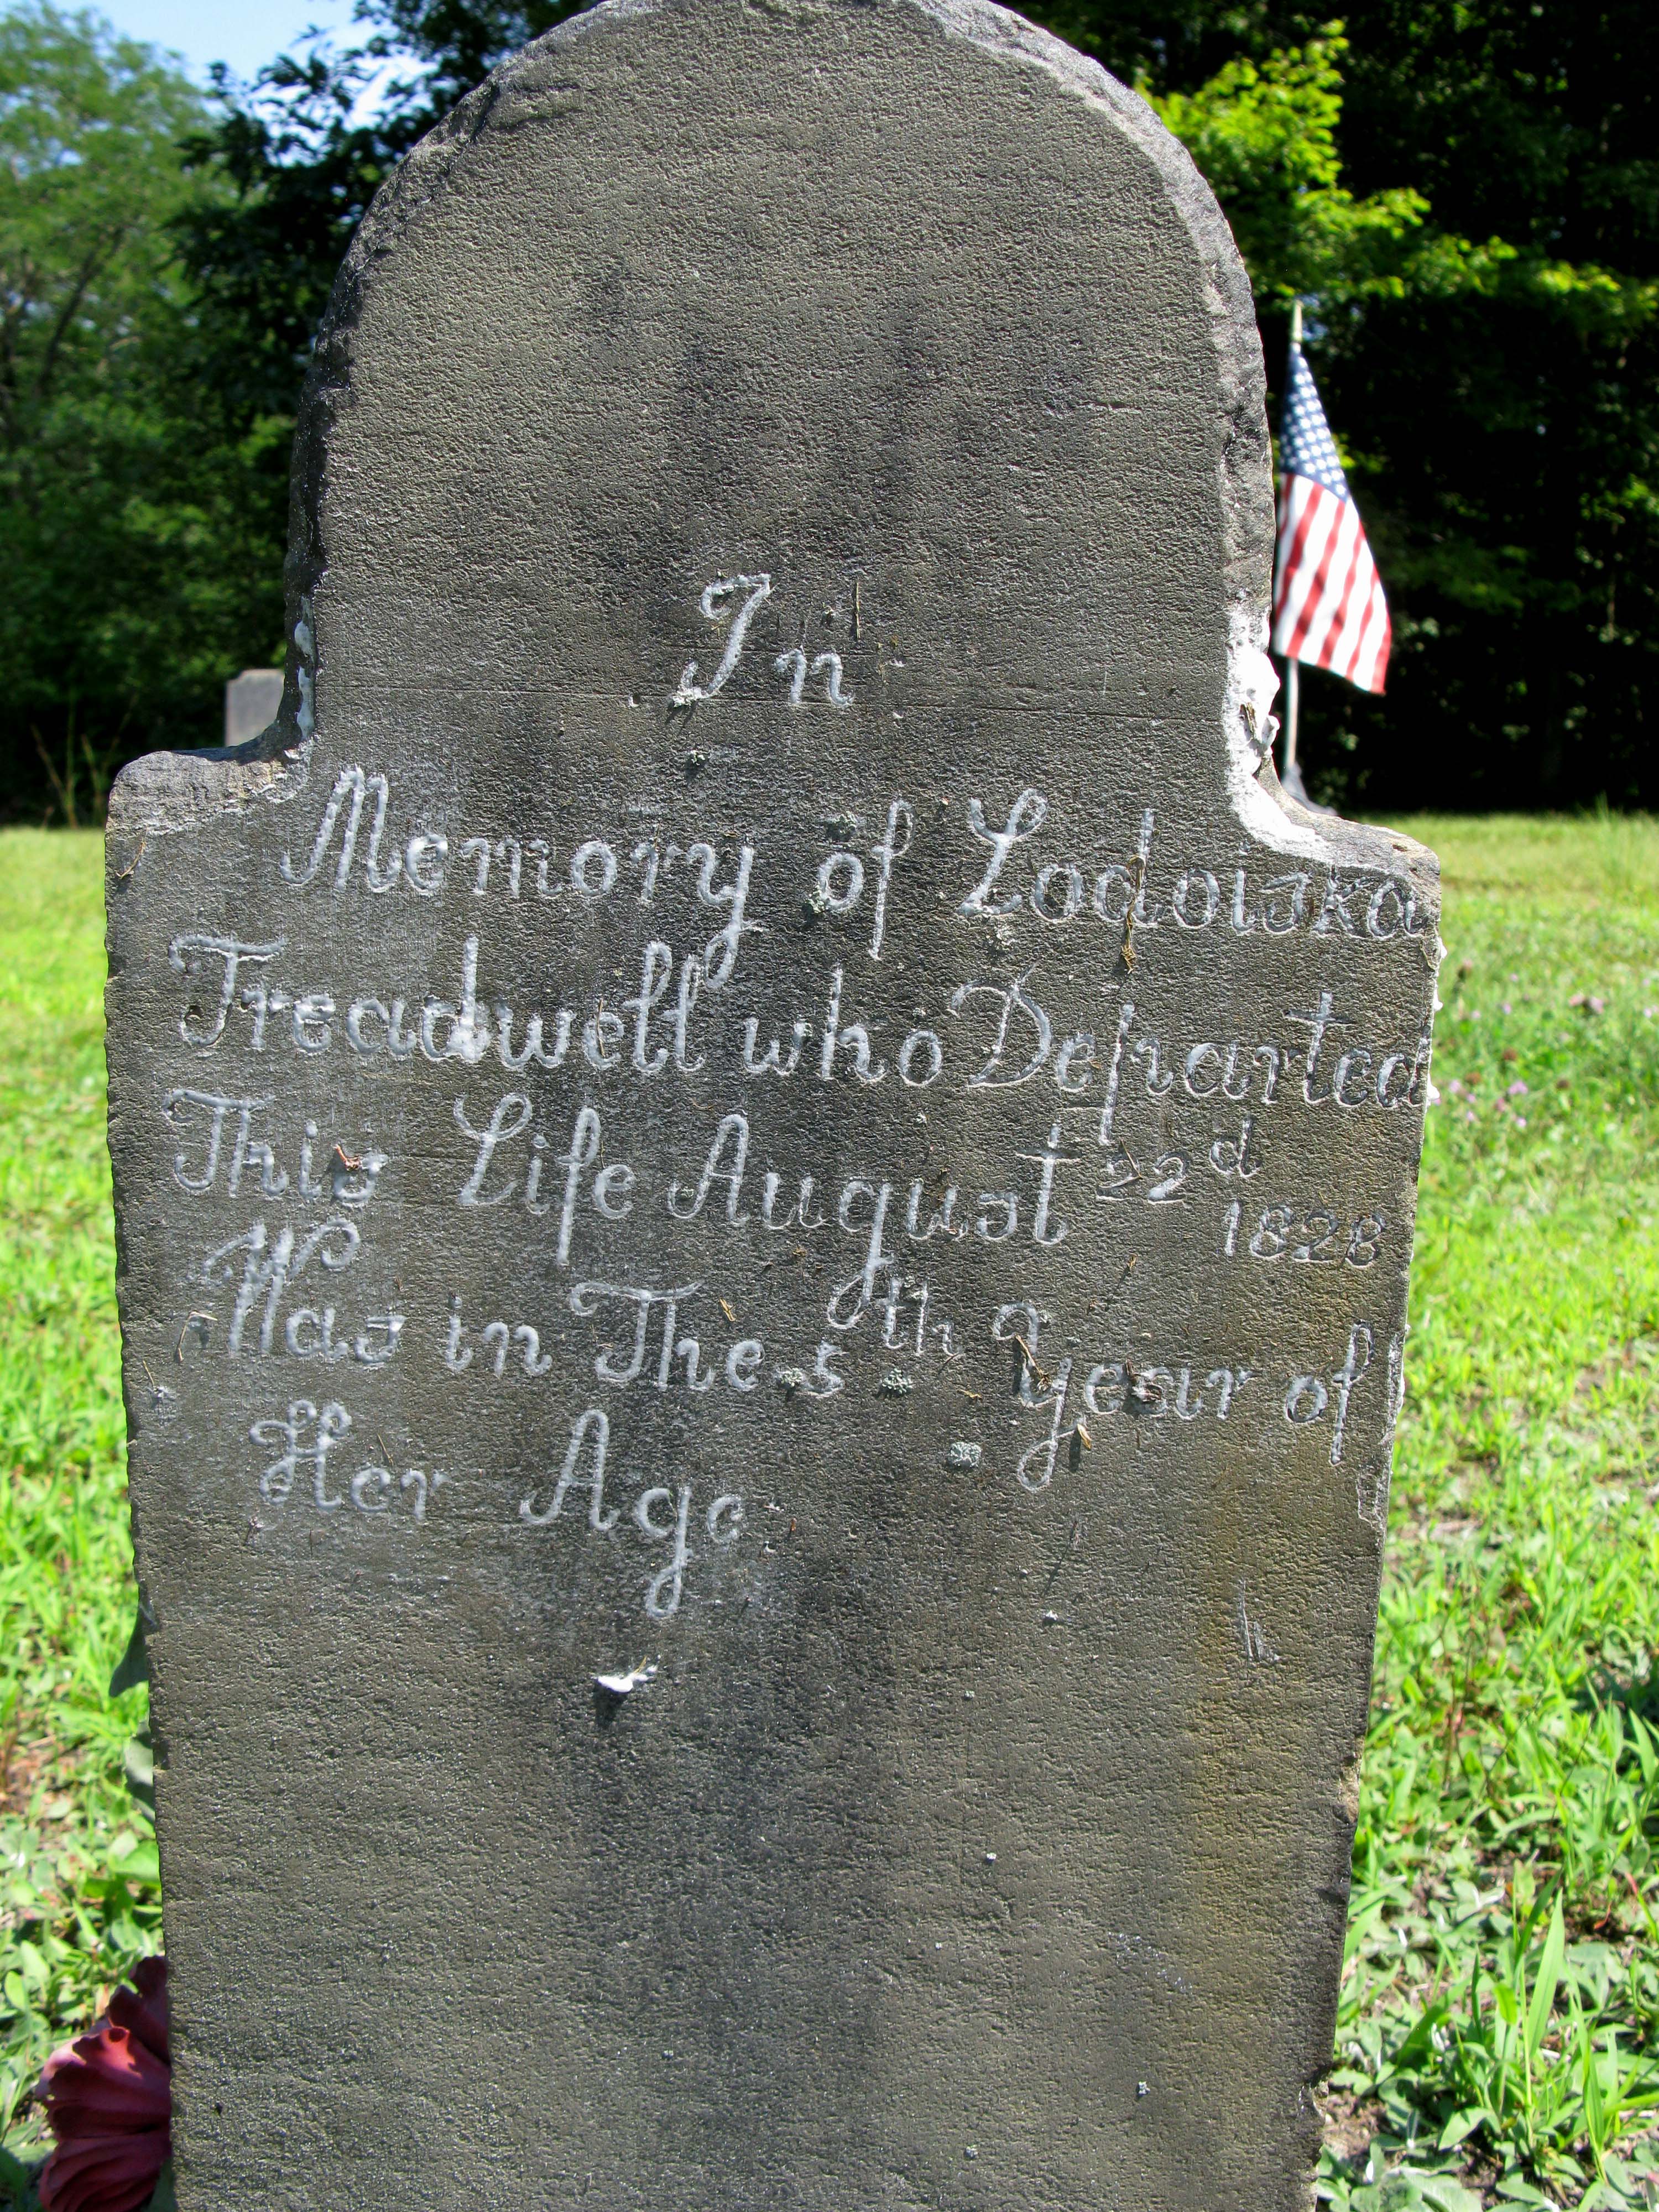 In
Memory of Lodoiska
Treadwell who Departed
This Life August 22d 1828
Was in The 5th Year of
Her Age